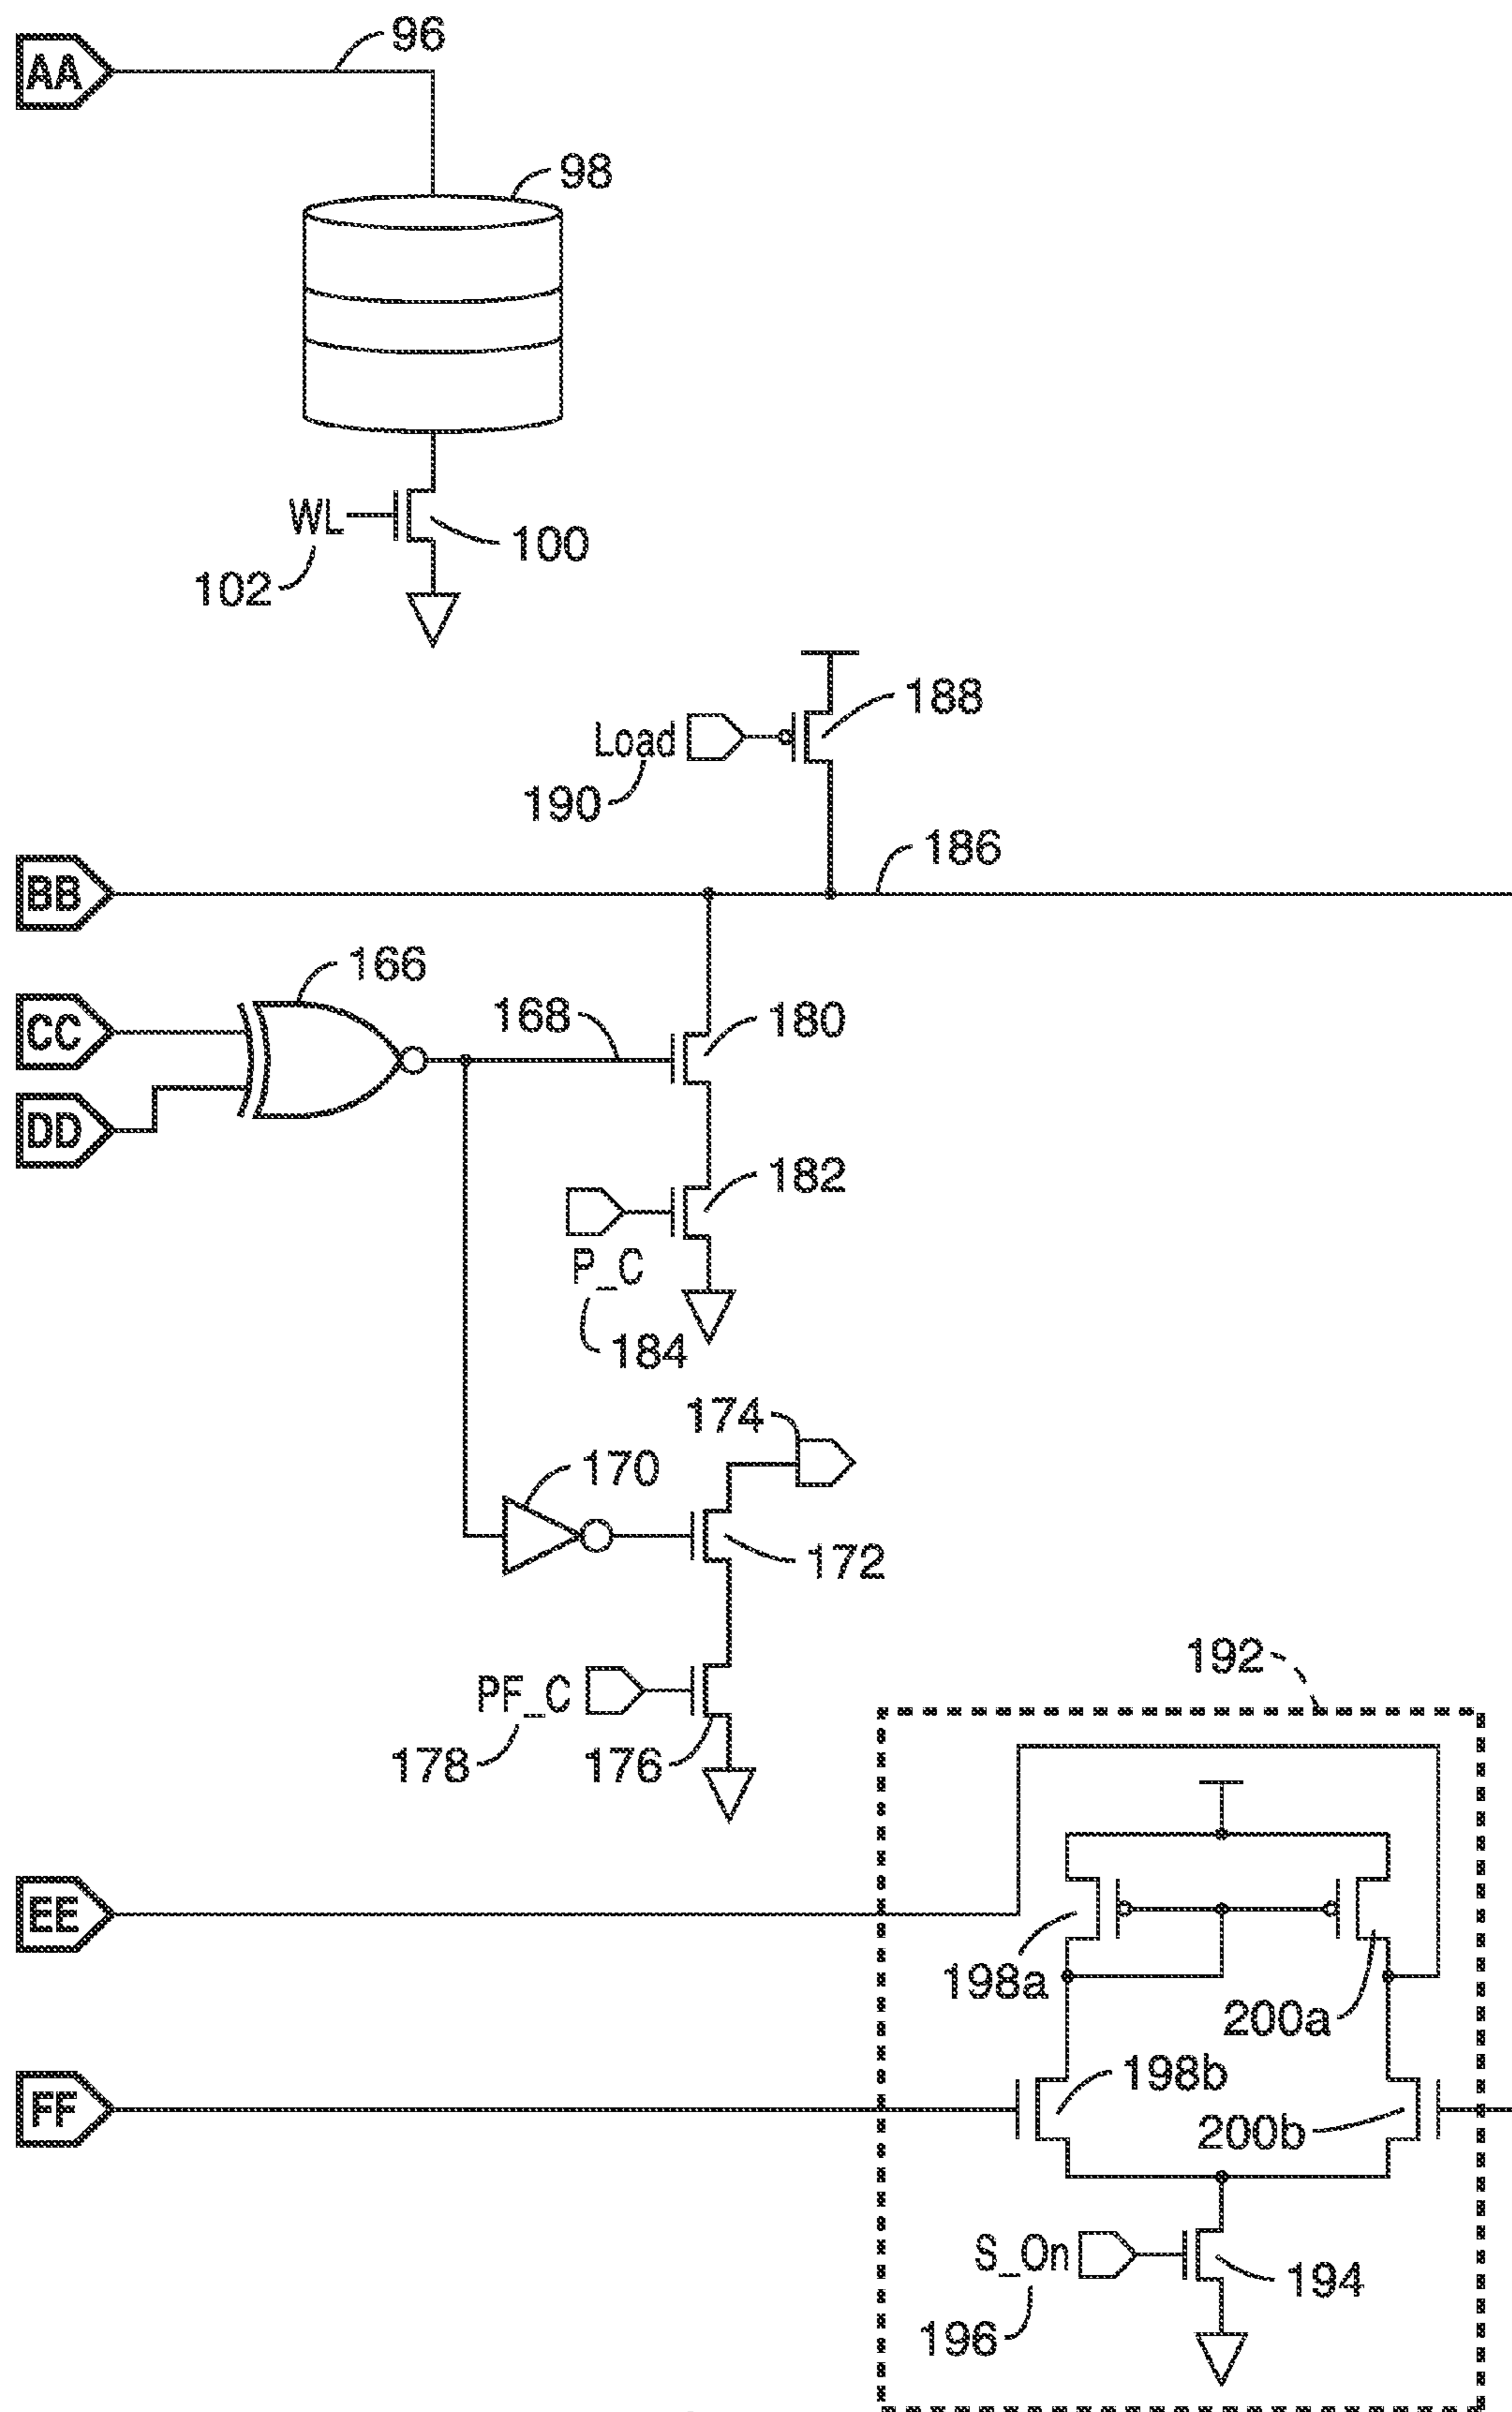 AA
96
98
WL
100
102
188
Load
190
186
BB
166
CC
168
180
DD
182
P_C
184
174
170
172
192
PF_C
178
176
EE
198a
200a
198b
FF
200b
S_On
194
196